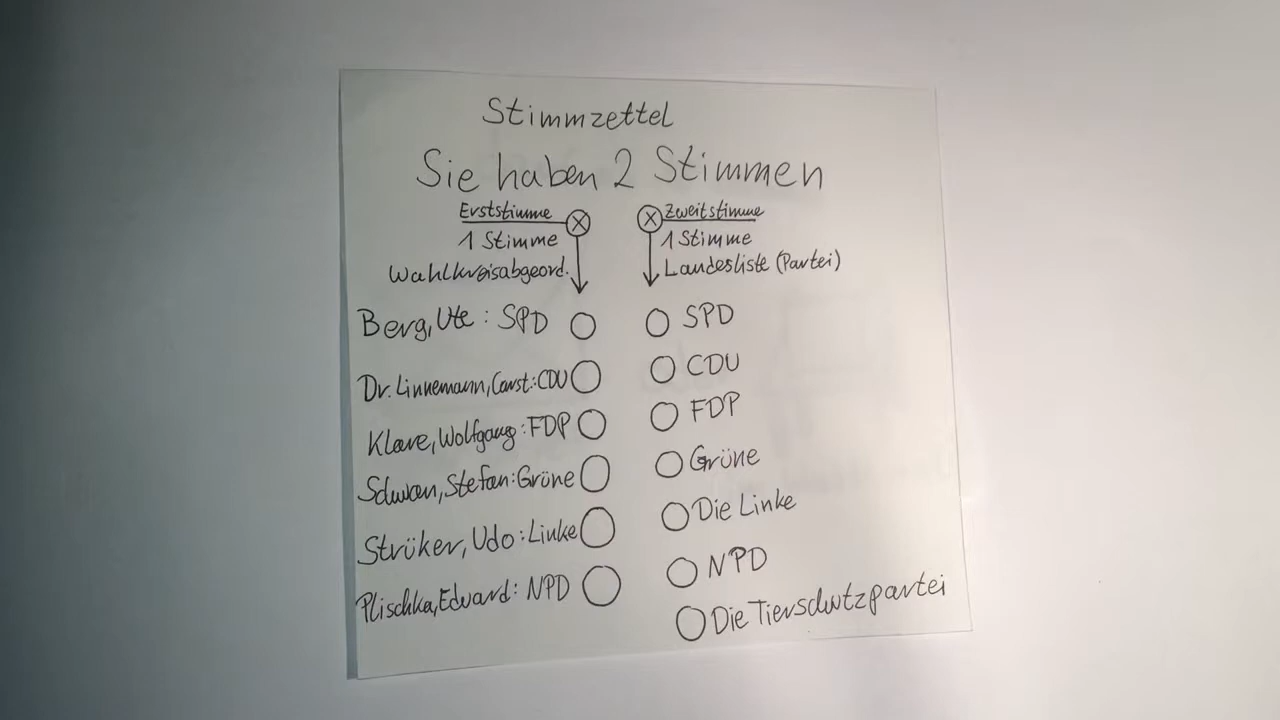 Stimmzettel
Sie haben 2 Stimmen
Erststimme
1 Stimme
Wahlkreisabgeord.
Zweitstimme
1 Stimme
Landesliste (Partei)
Berg, Ute: SPD
Dr. Linnemann, Carst.: CDU
Klare, Wolfgang: FDP
Schwan, Stefan: Grüne
Strüker, Udo: Linke
Plischka, Edward: NPD
SPD
CDU
FDP
Grüne
Die Linke
NPD
Die Tierschutzpartei